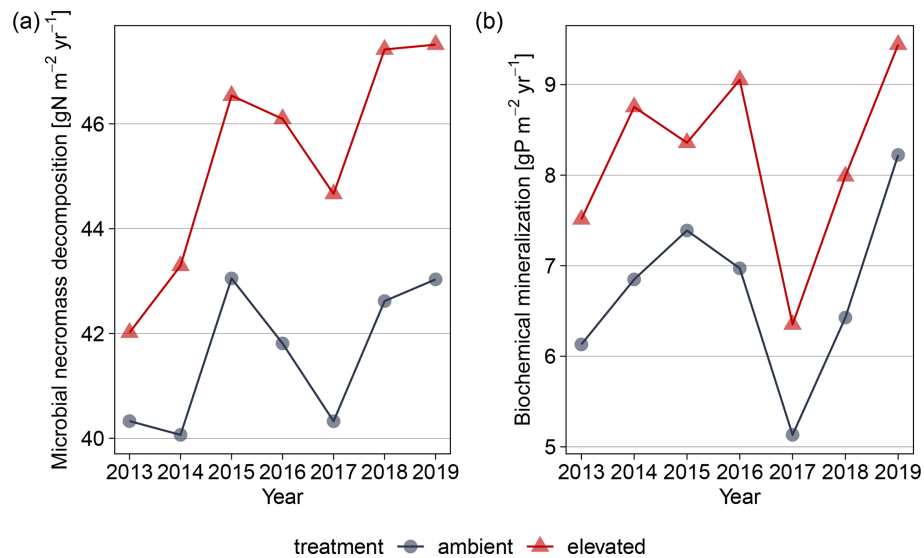 (a)
Microbial necromass decomposition [gN m⁻² yr⁻¹]
46
44
42
40
2013 2014 2015 2016 2017 2018 2019
Year
(b)
Biochemical mineralization [gP m⁻² yr⁻¹]
9
8
7
6
5
2013 2014 2015 2016 2017 2018 2019
Year
treatment ambient elevated